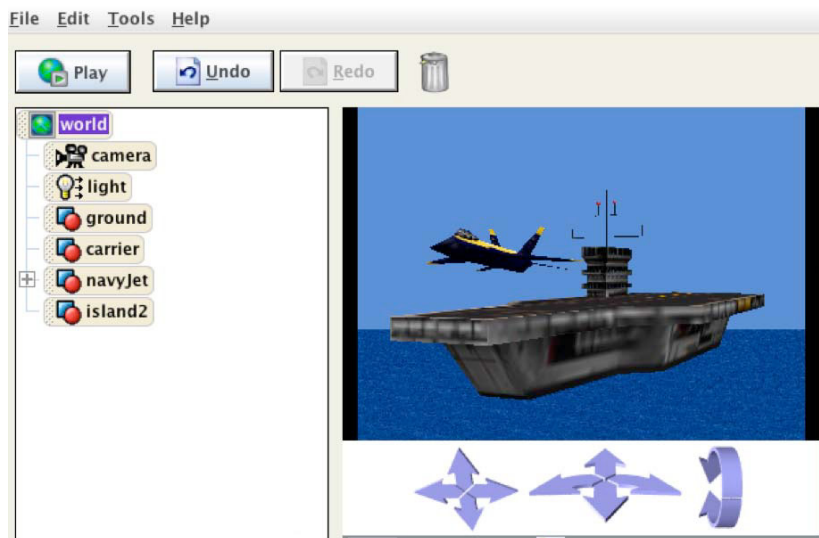 File Edit Tools Help
Play Undo Redo
world
camera
light
ground
carrier
navyJet
island2